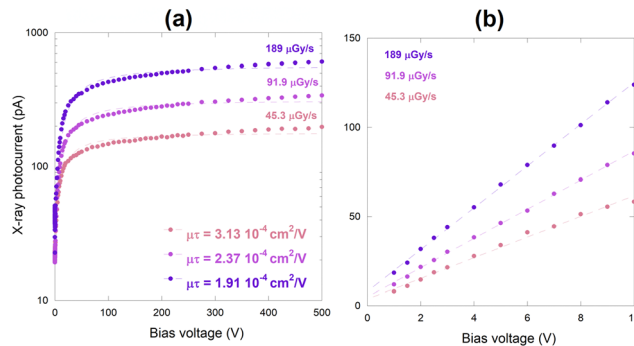 (a)
1000
100
10
X-ray photocurrent (pA)
189 μGy/s
91.9 μGy/s
45.3 μGy/s
μτ = 3.13 10⁻⁴ cm²/V
μτ = 2.37 10⁻⁴ cm²/V
μτ = 1.91 10⁻⁴ cm²/V
0 100 200 300 400 500
Bias voltage (V)
(b)
150
100
50
0
189 μGy/s
91.9 μGy/s
45.3 μGy/s
0 2 4 6 8
Bias voltage (V)